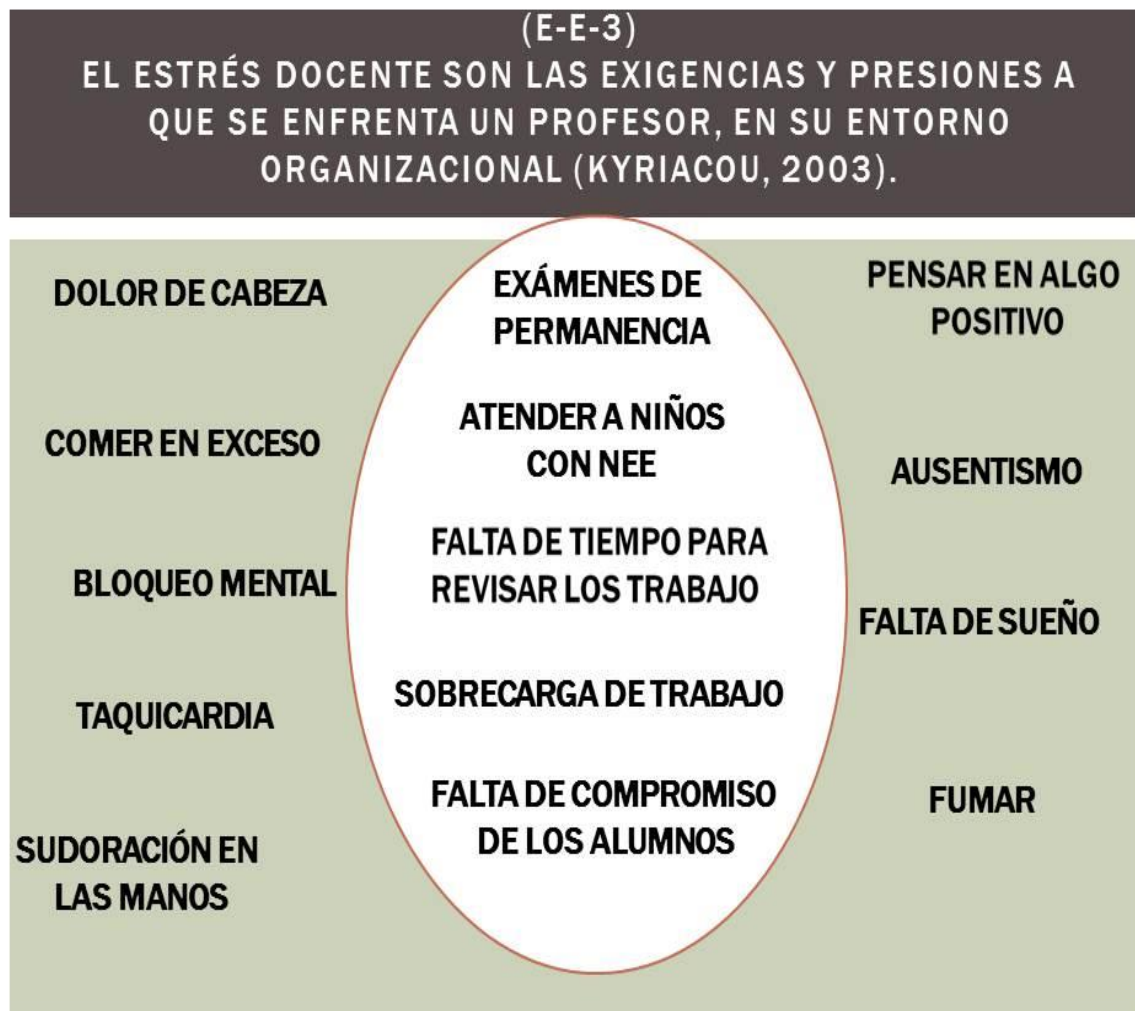 (E-E-3)
EL ESTRÉS DOCENTE SON LAS EXIGENCIAS Y PRESIONES A
QUE SE ENFRENTA UN PROFESOR, EN SU ENTORNO
ORGANIZACIONAL (KYRIACOU, 2003).
DOLOR DE CABEZA
COMER EN EXCESO
BLOQUEO MENTAL
TAQUICARDIA
SUDORACIÓN EN
LAS MANOS
EXÁMENES DE
PERMANENCIA
ATENDER A NIÑOS
CON NEE
FALTA DE TIEMPO PARA
REVISAR LOS TRABAJO
SOBRECARGA DE TRABAJO
FALTA DE COMPROMISO
DE LOS ALUMNOS
PENSAR EN ALGO
POSITIVO
AUSENTISMO
FALTA DE SUEÑO
FUMAR